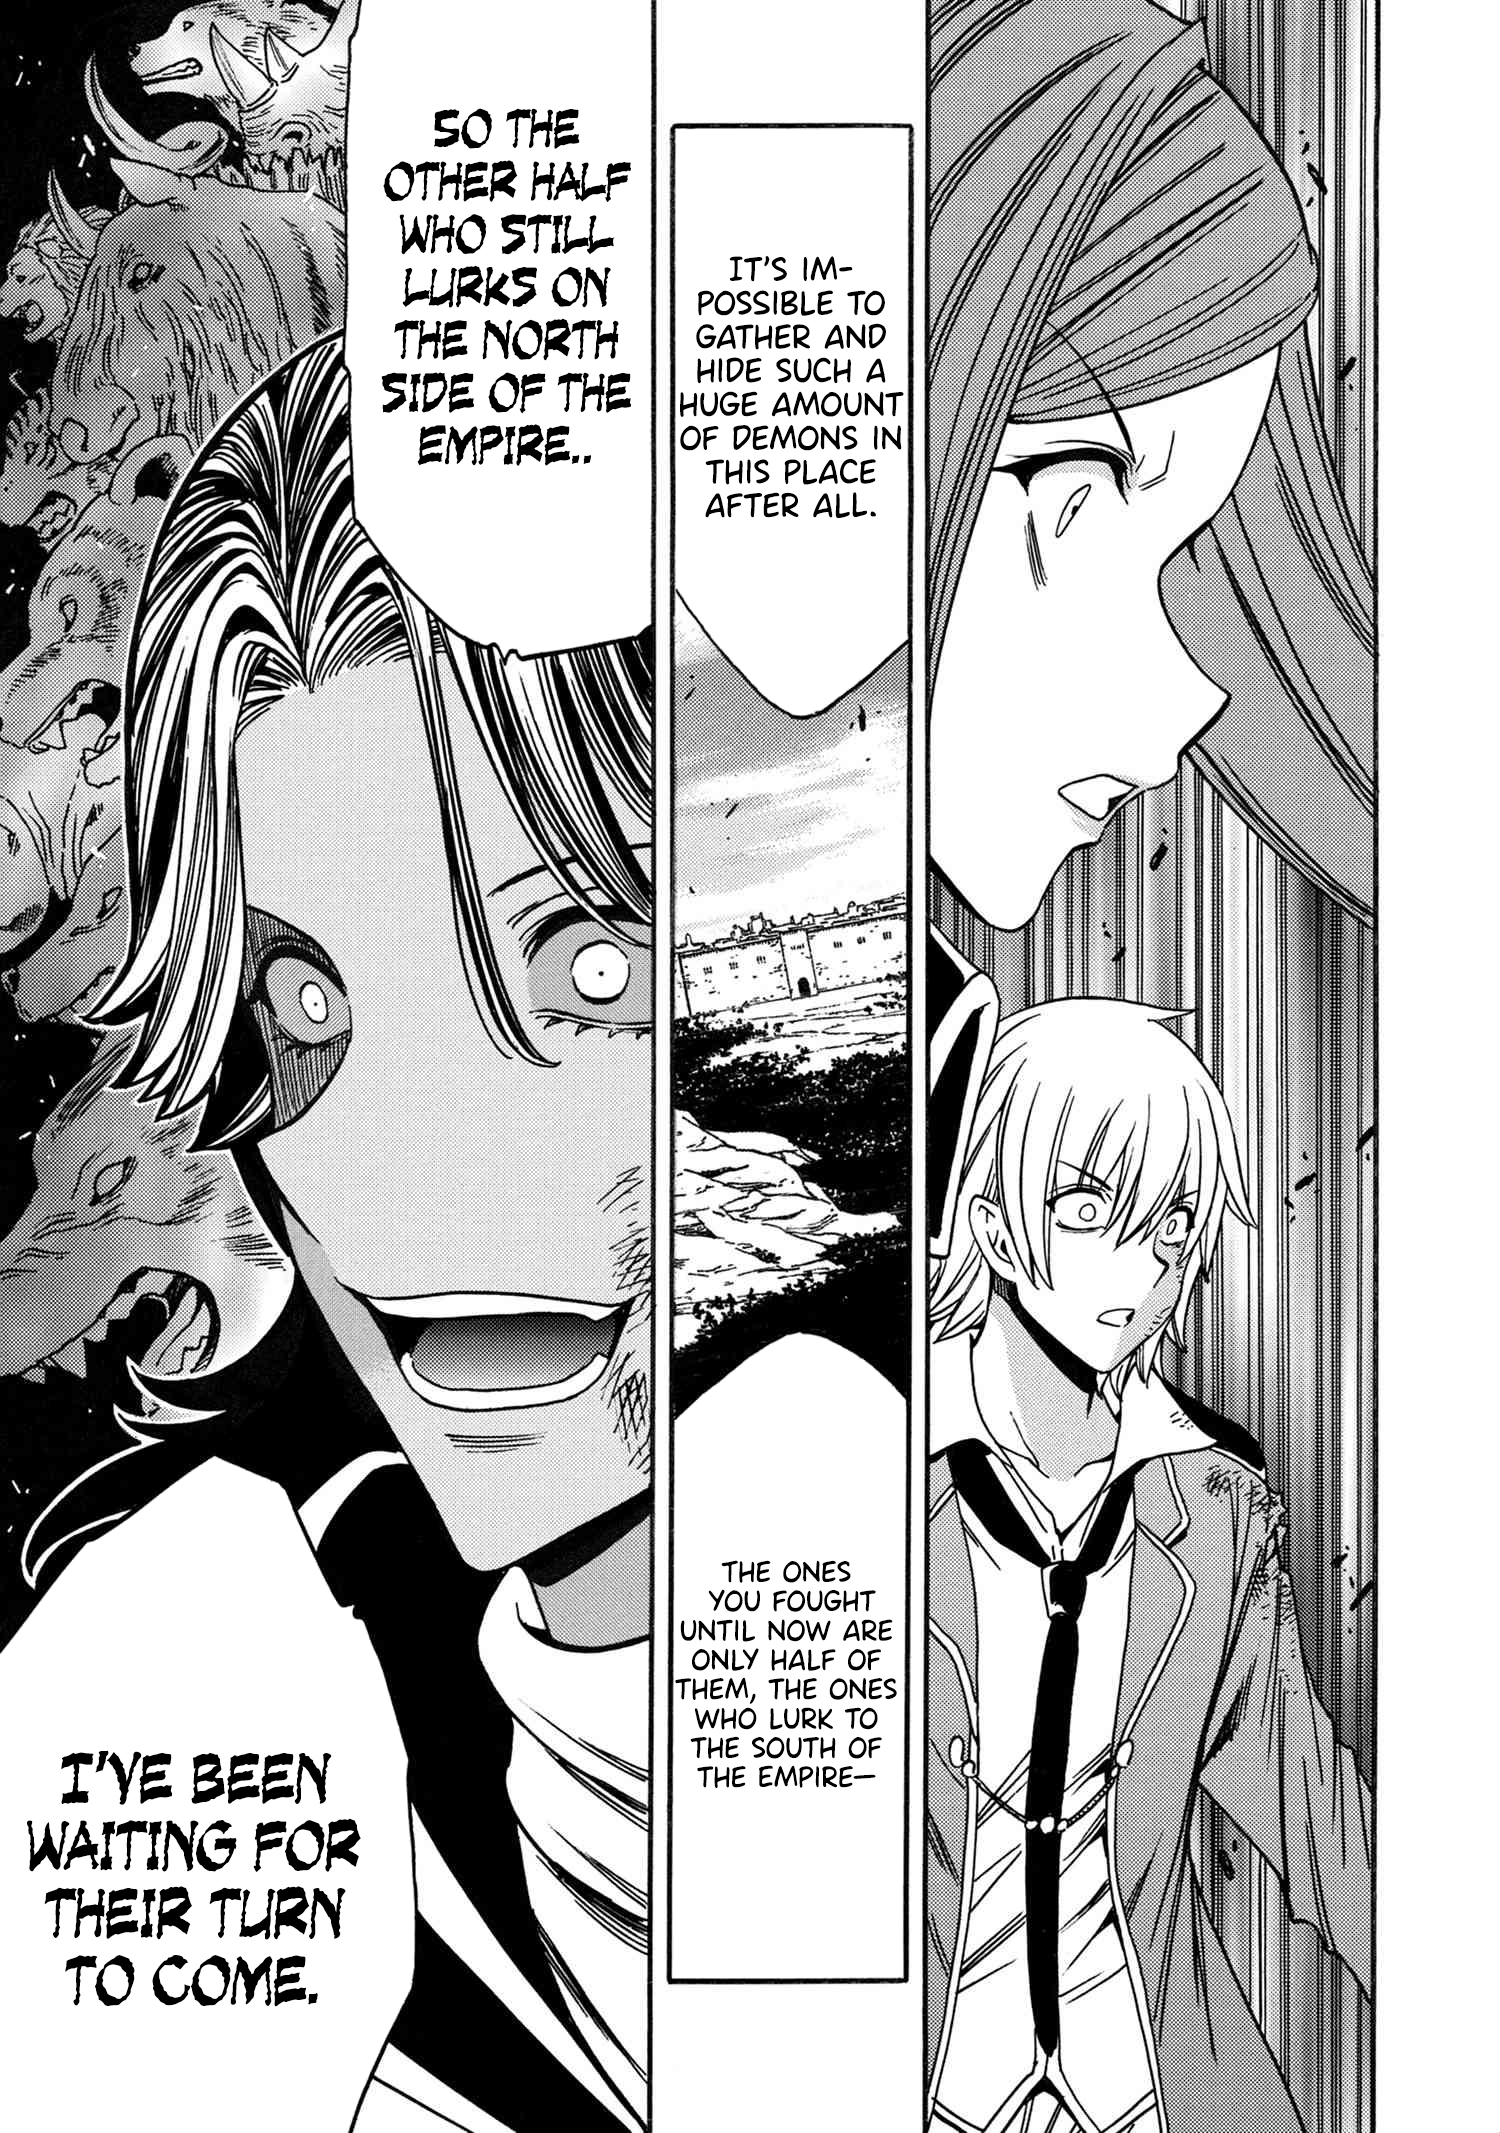 IT'S IM-
POSSIBLE TO
GATHER AND
HIDE SUCH A
HUGE AMOUNT
OF DEMONS IN
THIS PLACE
AFTER ALL.
THE ONES
YOU FOUGHT
UNTIL NOW ARE
ONLY HALF OF
THEM, THE ONES
WHO LURK TO
THE SOUTH OF
THE EMPIRE—
SO THE
OTHER HALF
WHO STILL
LURKS ON
THE NORTH
SIDE OF THE
EMPIRE..
I'VE BEEN
WAITING FOR
THEIR TURN
TO COME.